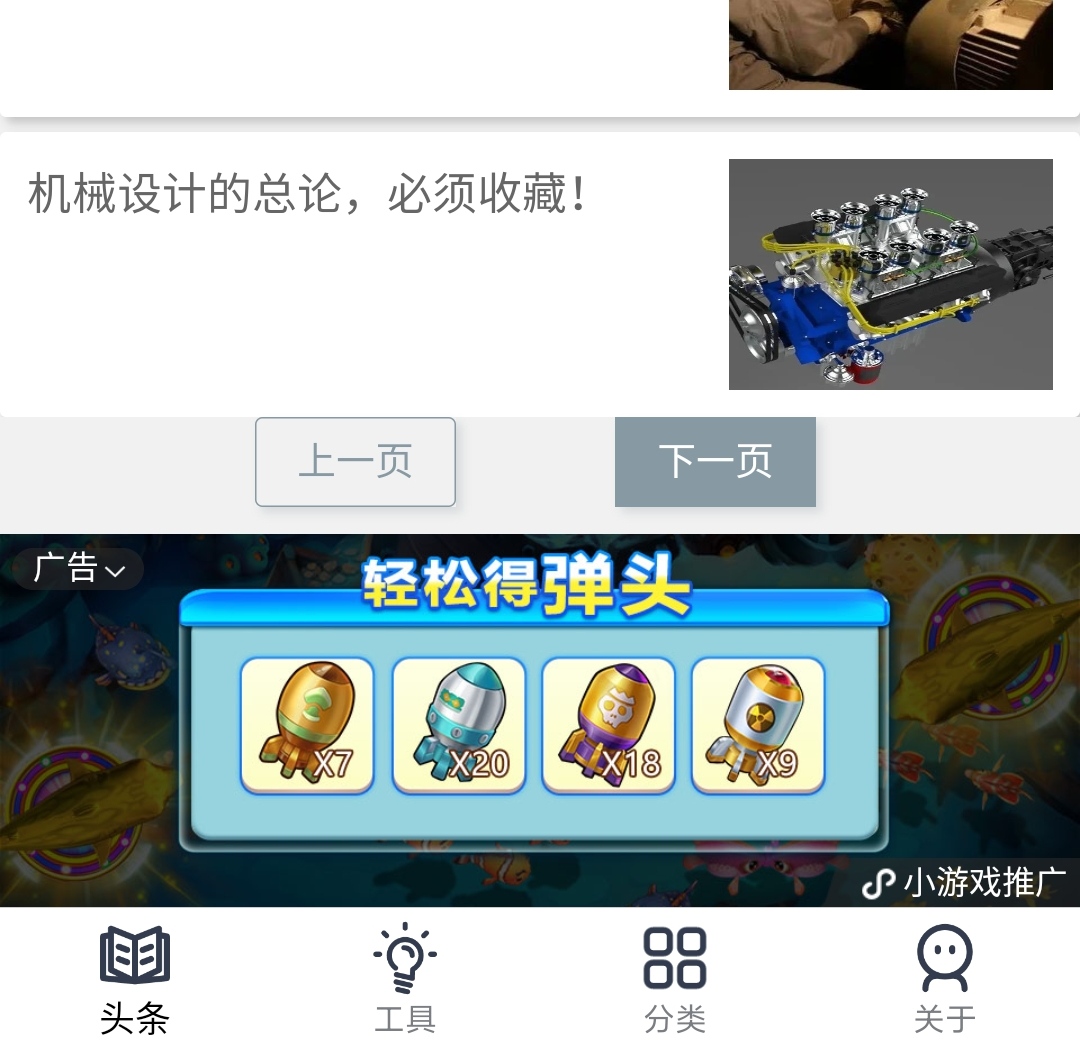 机械设计的总论，必须收藏！
上一页
下一页
广告
轻松得弹头
X7
X20
X18
X9
小游戏推广
头条
工具
分类
关于